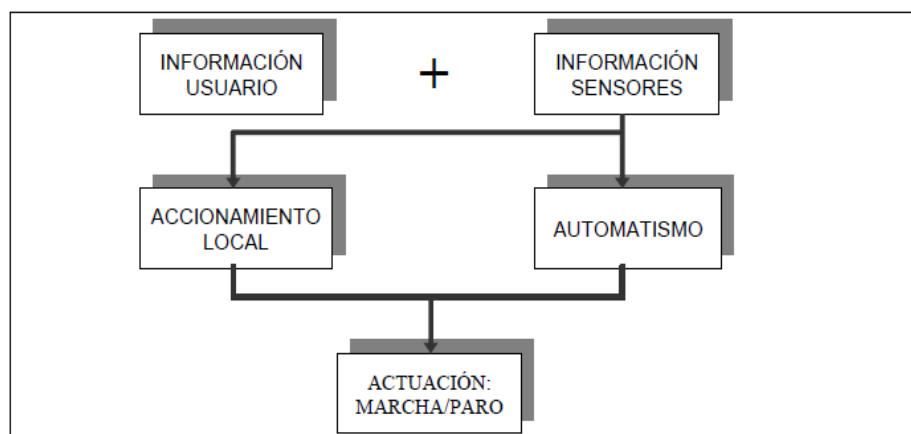 INFORMACIÓN
USUARIO
+
INFORMACIÓN
SENSORES
ACCIONAMIENTO
LOCAL
AUTOMATISMO
ACTUACIÓN:
MARCHA/PARO